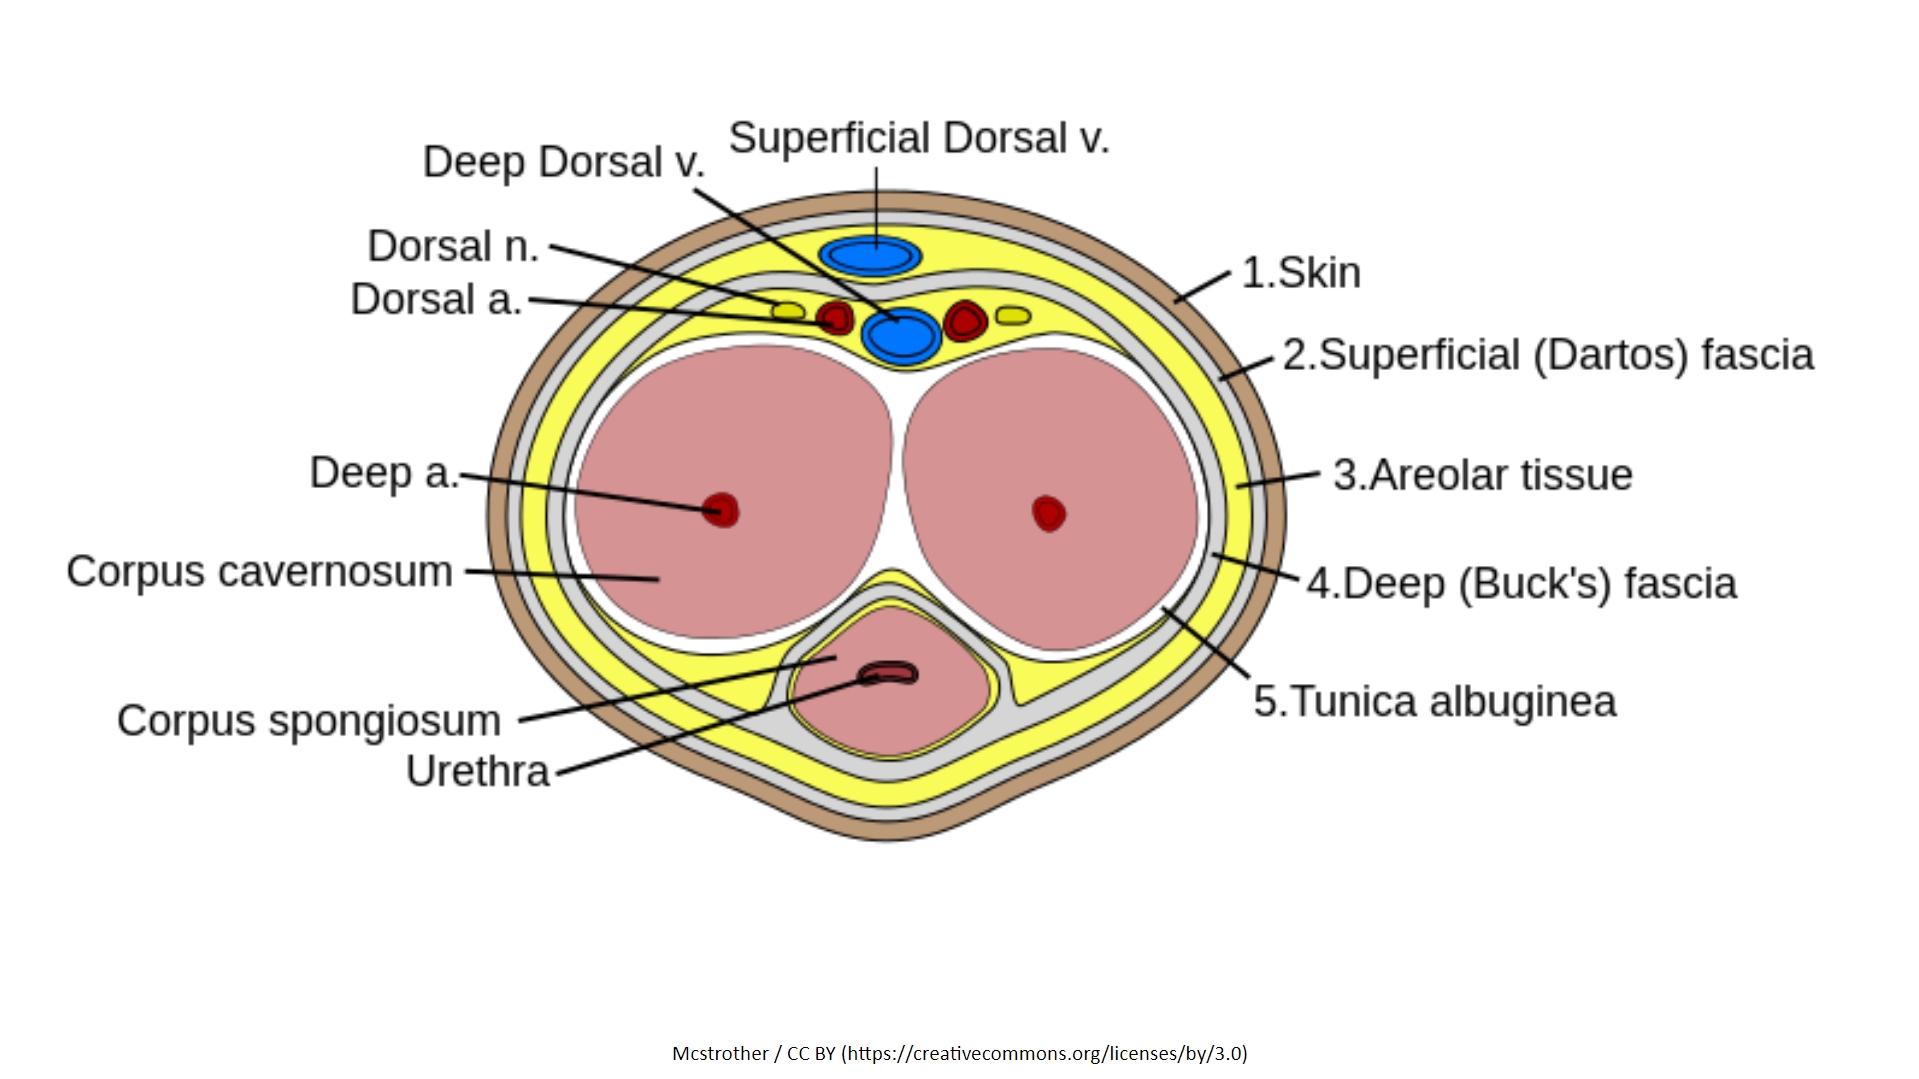 Superficial Dorsal v.
Deep Dorsal v.
Dorsal n.
Dorsal a.
Deep a.
Corpus cavernosum
Corpus spongiosum
Urethra
1.Skin
2.Superficial (Dartos) fascia
3.Areolar tissue
4.Deep (Buck's) fascia
5.Tunica albuginea
Mcstrother / CC BY (https://creativecommons.org/licenses/by/3.0)